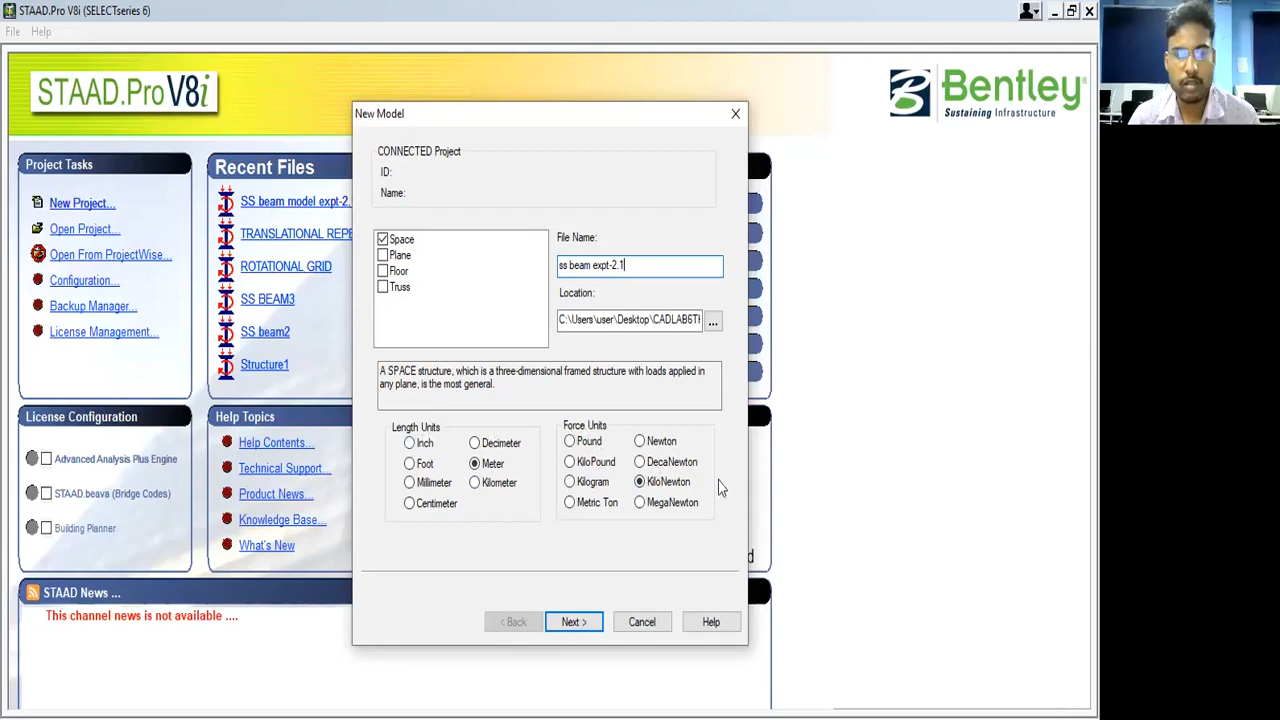 STAAD.Pro V8i (SELECTseries 6)
File Help
STAAD.Pro V8i
Bentley
Sustaining Infrastructure
Project Tasks
New Project...
Open Project...
Open From ProjectWise...
Configuration...
Backup Manager...
License Management...
Recent Files
SS beam model expt-2.
TRANSLATIONAL REPE
ROTATIONAL GRID
SS BEAM3
SS beam2
Structure1
License Configuration
Advanced Analysis Plus Engine
STAAD.beava (Bridge Codes)
Building Planner
Help Topics
Help Contents...
Technical Support...
Product News...
Knowledge Base...
What's New
STAAD News ...
This channel news is not available ....
New Model
CONNECTED Project
ID:
Name:
Space
Plane
Floor
Truss
File Name:
ss beam expt-2.1
Location:
C:\Users\user\Desktop\CADLAB6TH
...
A SPACE structure, which is a three-dimensional framed structure with loads applied in
any plane, is the most general.
Length Units
Inch Decimeter
Foot Meter
Millimeter Kilometer
Centimeter
Force Units
Pound Newton
KiloPound DecaNewton
Kilogram KiloNewton
Metric Ton MegaNewton
< Back Next > Cancel Help